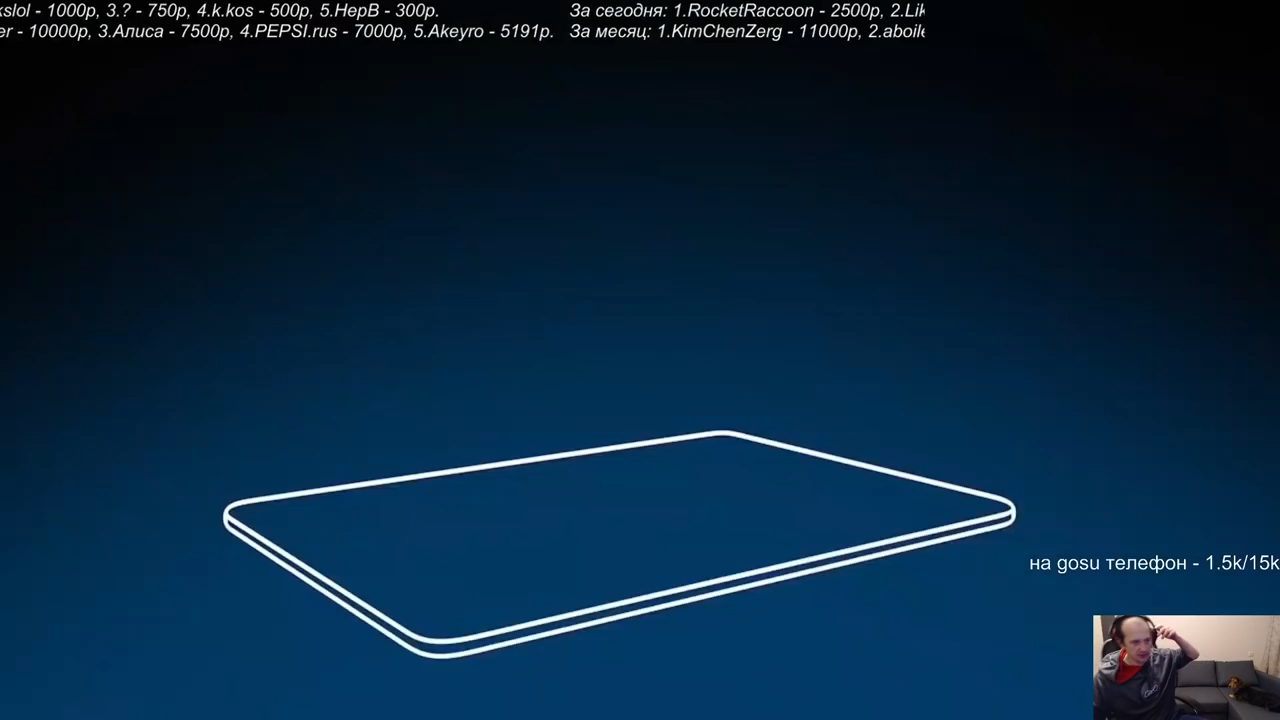 kslol - 1000р, 3.? - 750р, 4.k.kos - 500р, 5.НерВ - 300р. За сегодня: 1.RocketRaccoon - 2500р, 2.Lik
er - 10000р, 3.Алиса - 7500р, 4.PEPSI.rus - 7000р, 5.Akeyro - 5191р. За месяц: 1.KimChenZerg - 11000р, 2.aboile
на gosu телефон - 1.5k/15k